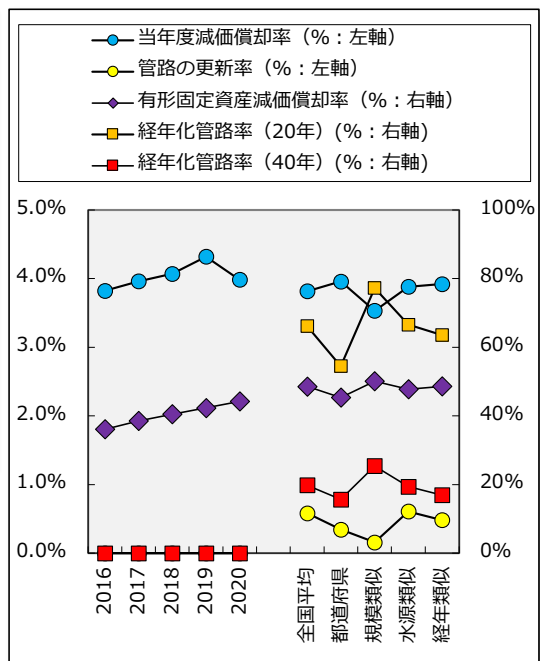 当年度減価償却率（%：左軸）
管路の更新率（%：左軸）
有形固定資産減価償却率（%：右軸）
経年化管路率（20年）(%：右軸)
経年化管路率（40年）(%：右軸)
5.0%
100%
4.0%
80%
3.0%
60%
2.0%
40%
1.0%
20%
0.0%
0%
2016
2017
2018
2019
2020
全国平均
都道府県
規模類似
水源類似
経年類似